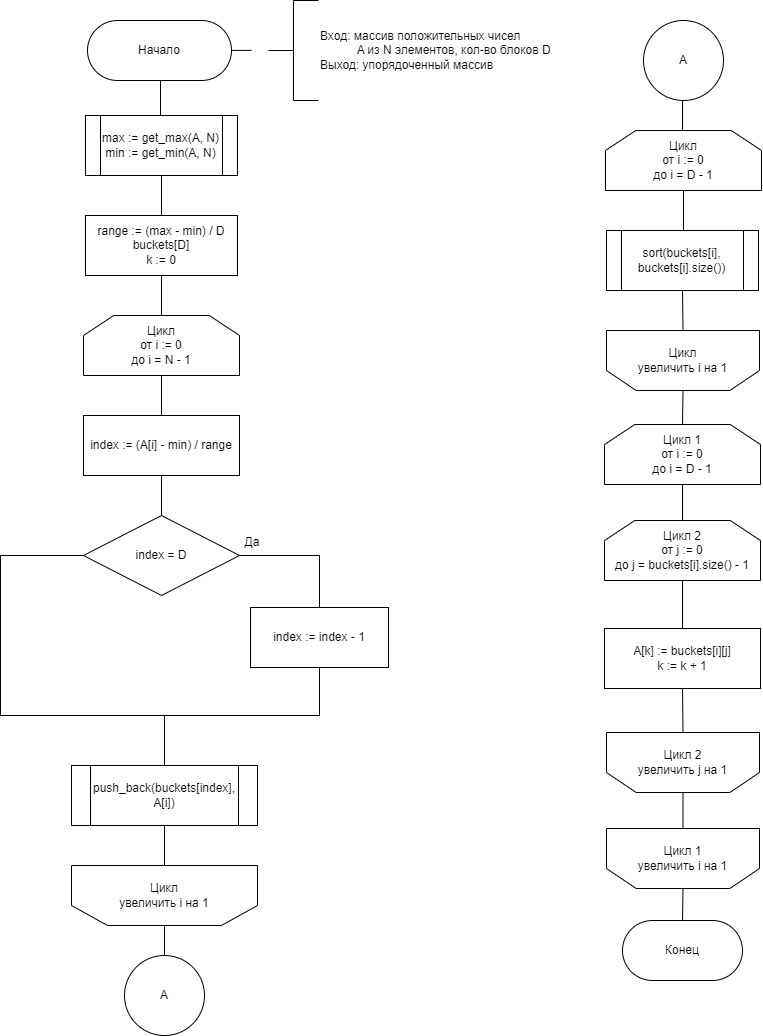 Начало
Вход: массив положительных чисел
А из N элементов, кол-во блоков D
Выход: упорядоченный массив
max := get_max(A, N)
min := get_min(A, N)
range := (max - min) / D
buckets[D]
k := 0
Цикл
от i := 0
до i = N - 1
index := (A[i] - min) / range
index = D
Да
index := index - 1
push_back(buckets[index],
A[i])
Цикл
увеличить i на 1
А
А
Цикл
от i := 0
до i = D - 1
sort(buckets[i],
buckets[i].size())
Цикл
увеличить i на 1
Цикл 1
от i := 0
до i = D - 1
Цикл 2
от j := 0
до j = buckets[i].size() - 1
A[k] := buckets[i][j]
k := k + 1
Цикл 2
увеличить j на 1
Цикл 1
увеличить i на 1
Конец